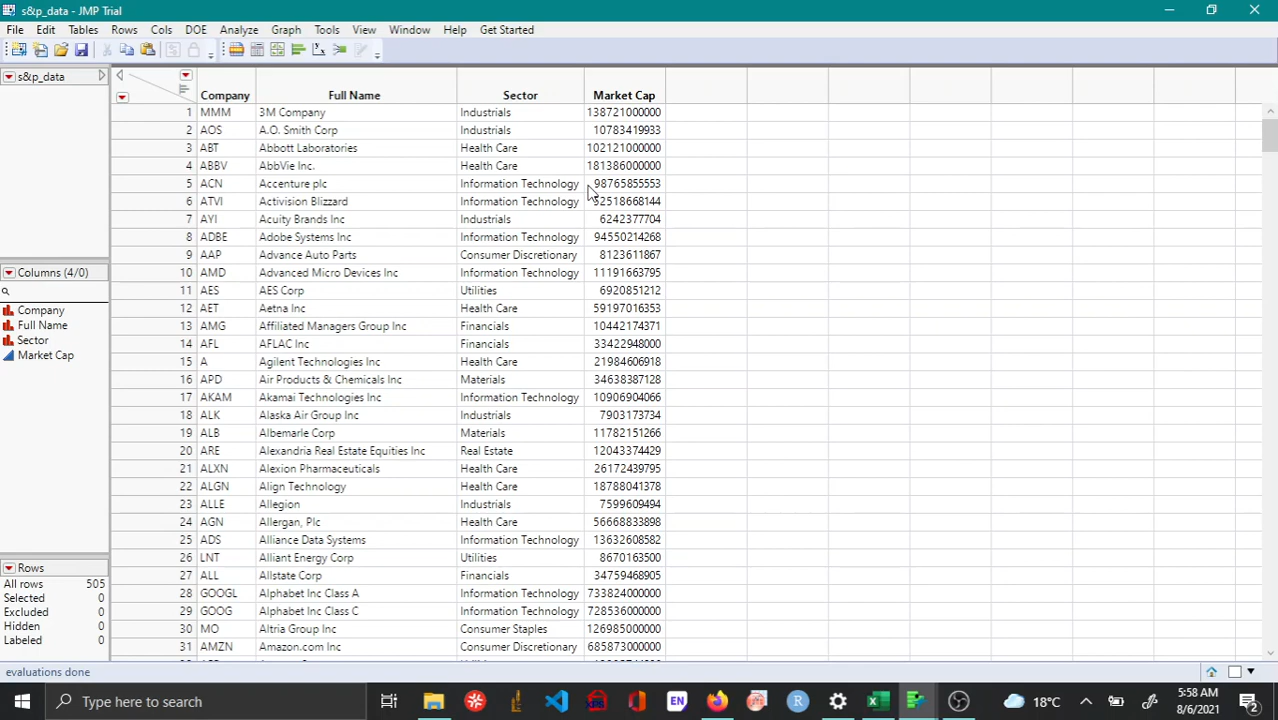 s&p_data - JMP Trial
File Edit Tables Rows Cols DOE Analyze Graph Tools View Window Help Get Started
s&p_data
Company Full Name Sector Market Cap
1 MMM 3M Company Industrials 138721000000
2 AOS A.O. Smith Corp Industrials 10783419933
3 ABT Abbott Laboratories Health Care 102121000000
4 ABBV AbbVie Inc. Health Care 181386000000
5 ACN Accenture plc Information Technology 98765855553
6 ATVI Activision Blizzard Information Technology 52518668144
7 AYI Acuity Brands Inc Industrials 6242377704
8 ADBE Adobe Systems Inc Information Technology 94550214268
9 AAP Advance Auto Parts Consumer Discretionary 8123611867
10 AMD Advanced Micro Devices Inc Information Technology 11191663795
11 AES AES Corp Utilities 6920851212
12 AET Aetna Inc Health Care 59197016353
13 AMG Affiliated Managers Group Inc Financials 10442174371
14 AFL AFLAC Inc Financials 33422948000
15 A Agilent Technologies Inc Health Care 21984606918
16 APD Air Products & Chemicals Inc Materials 34638387128
17 AKAM Akamai Technologies Inc Information Technology 10906904066
18 ALK Alaska Air Group Inc Industrials 7903173734
19 ALB Albemarle Corp Materials 11782151266
20 ARE Alexandria Real Estate Equities Inc Real Estate 12043374429
21 ALXN Alexion Pharmaceuticals Health Care 26172439795
22 ALGN Align Technology Health Care 18788041378
23 ALLE Allegion Industrials 7599609494
24 AGN Allergan, Plc Health Care 56668833898
25 ADS Alliance Data Systems Information Technology 13632608582
26 LNT Alliant Energy Corp Utilities 8670163500
27 ALL Allstate Corp Financials 34759468905
28 GOOGL Alphabet Inc Class A Information Technology 733824000000
29 GOOG Alphabet Inc Class C Information Technology 728536000000
30 MO Altria Group Inc Consumer Staples 126985000000
31 AMZN Amazon.com Inc Consumer Discretionary 685873000000
Columns (4/0)
Company
Full Name
Sector
Market Cap
Rows
All rows 505
Selected 0
Excluded 0
Hidden 0
Labeled 0
evaluations done
Type here to search
EN
R
18°C
5:58 AM
8/6/2021
2